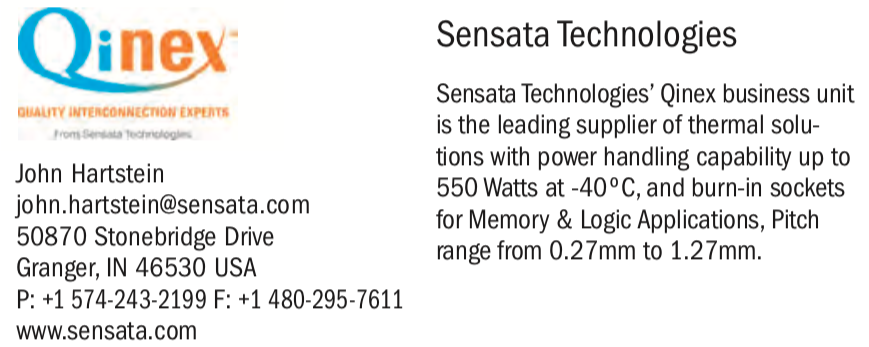 Qinex™
QUALITY INTERCONNECTION EXPERTS
From Sensata Technologies
John Hartstein
john.hartstein@sensata.com
50870 Stonebridge Drive
Granger, IN 46530 USA
P: +1 574-243-2199 F: +1 480-295-7611
www.sensata.com
Sensata Technologies
Sensata Technologies’ Qinex business unit
is the leading supplier of thermal solu-
tions with power handling capability up to
550 Watts at -40ºC, and burn-in sockets
for Memory & Logic Applications, Pitch
range from 0.27mm to 1.27mm.